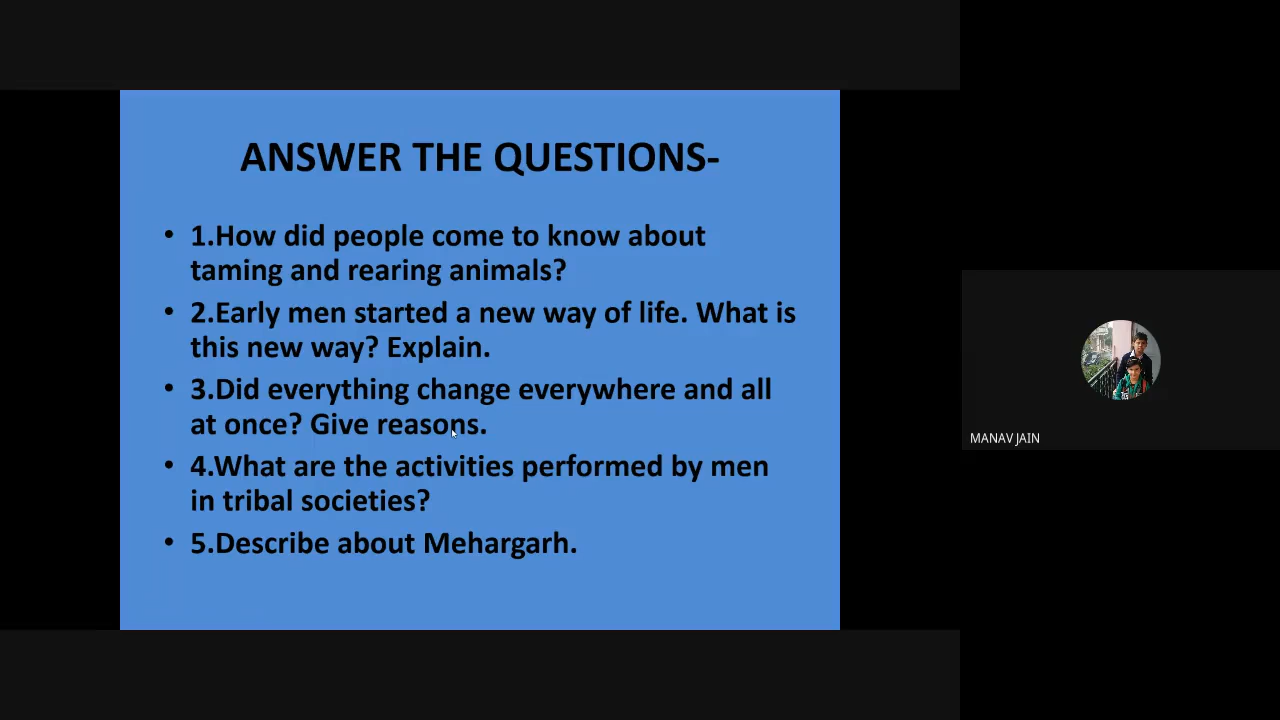 ANSWER THE QUESTIONS-
• 1.How did people come to know about
taming and rearing animals?
• 2.Early men started a new way of life. What is
this new way? Explain.
• 3.Did everything change everywhere and all
at once? Give reasons.
• 4.What are the activities performed by men
in tribal societies?
• 5.Describe about Mehargarh.
MANAV JAIN